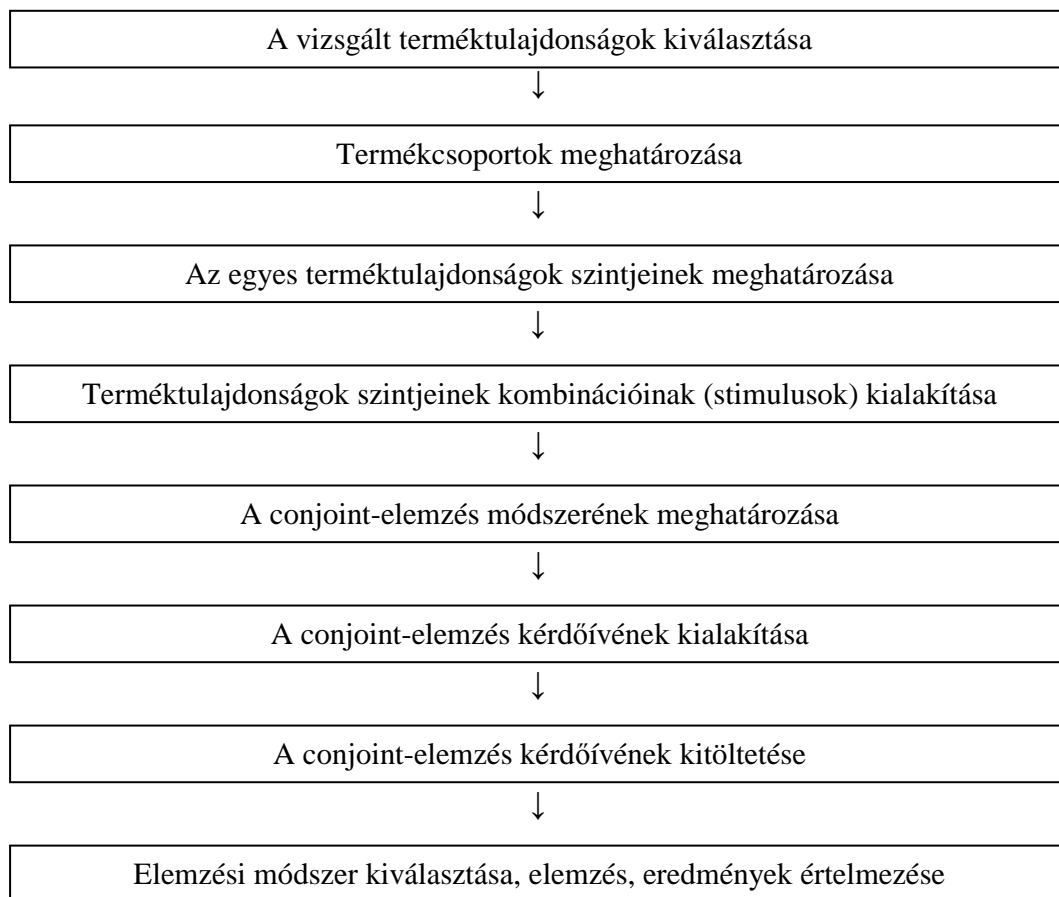 A vizsgált terméktulajdonságok kiválasztása
↓
Termékcsoportok meghatározása
↓
Az egyes terméktulajdonságok szintjeinek meghatározása
↓
Terméktulajdonságok szintjeinek kombinációinak (stimulusok) kialakítása
↓
A conjoint-elemzés módszerének meghatározása
↓
A conjoint-elemzés kérdőívének kialakítása
↓
A conjoint-elemzés kérdőívének kitöltetése
↓
Elemzési módszer kiválasztása, elemzés, eredmények értelmezése